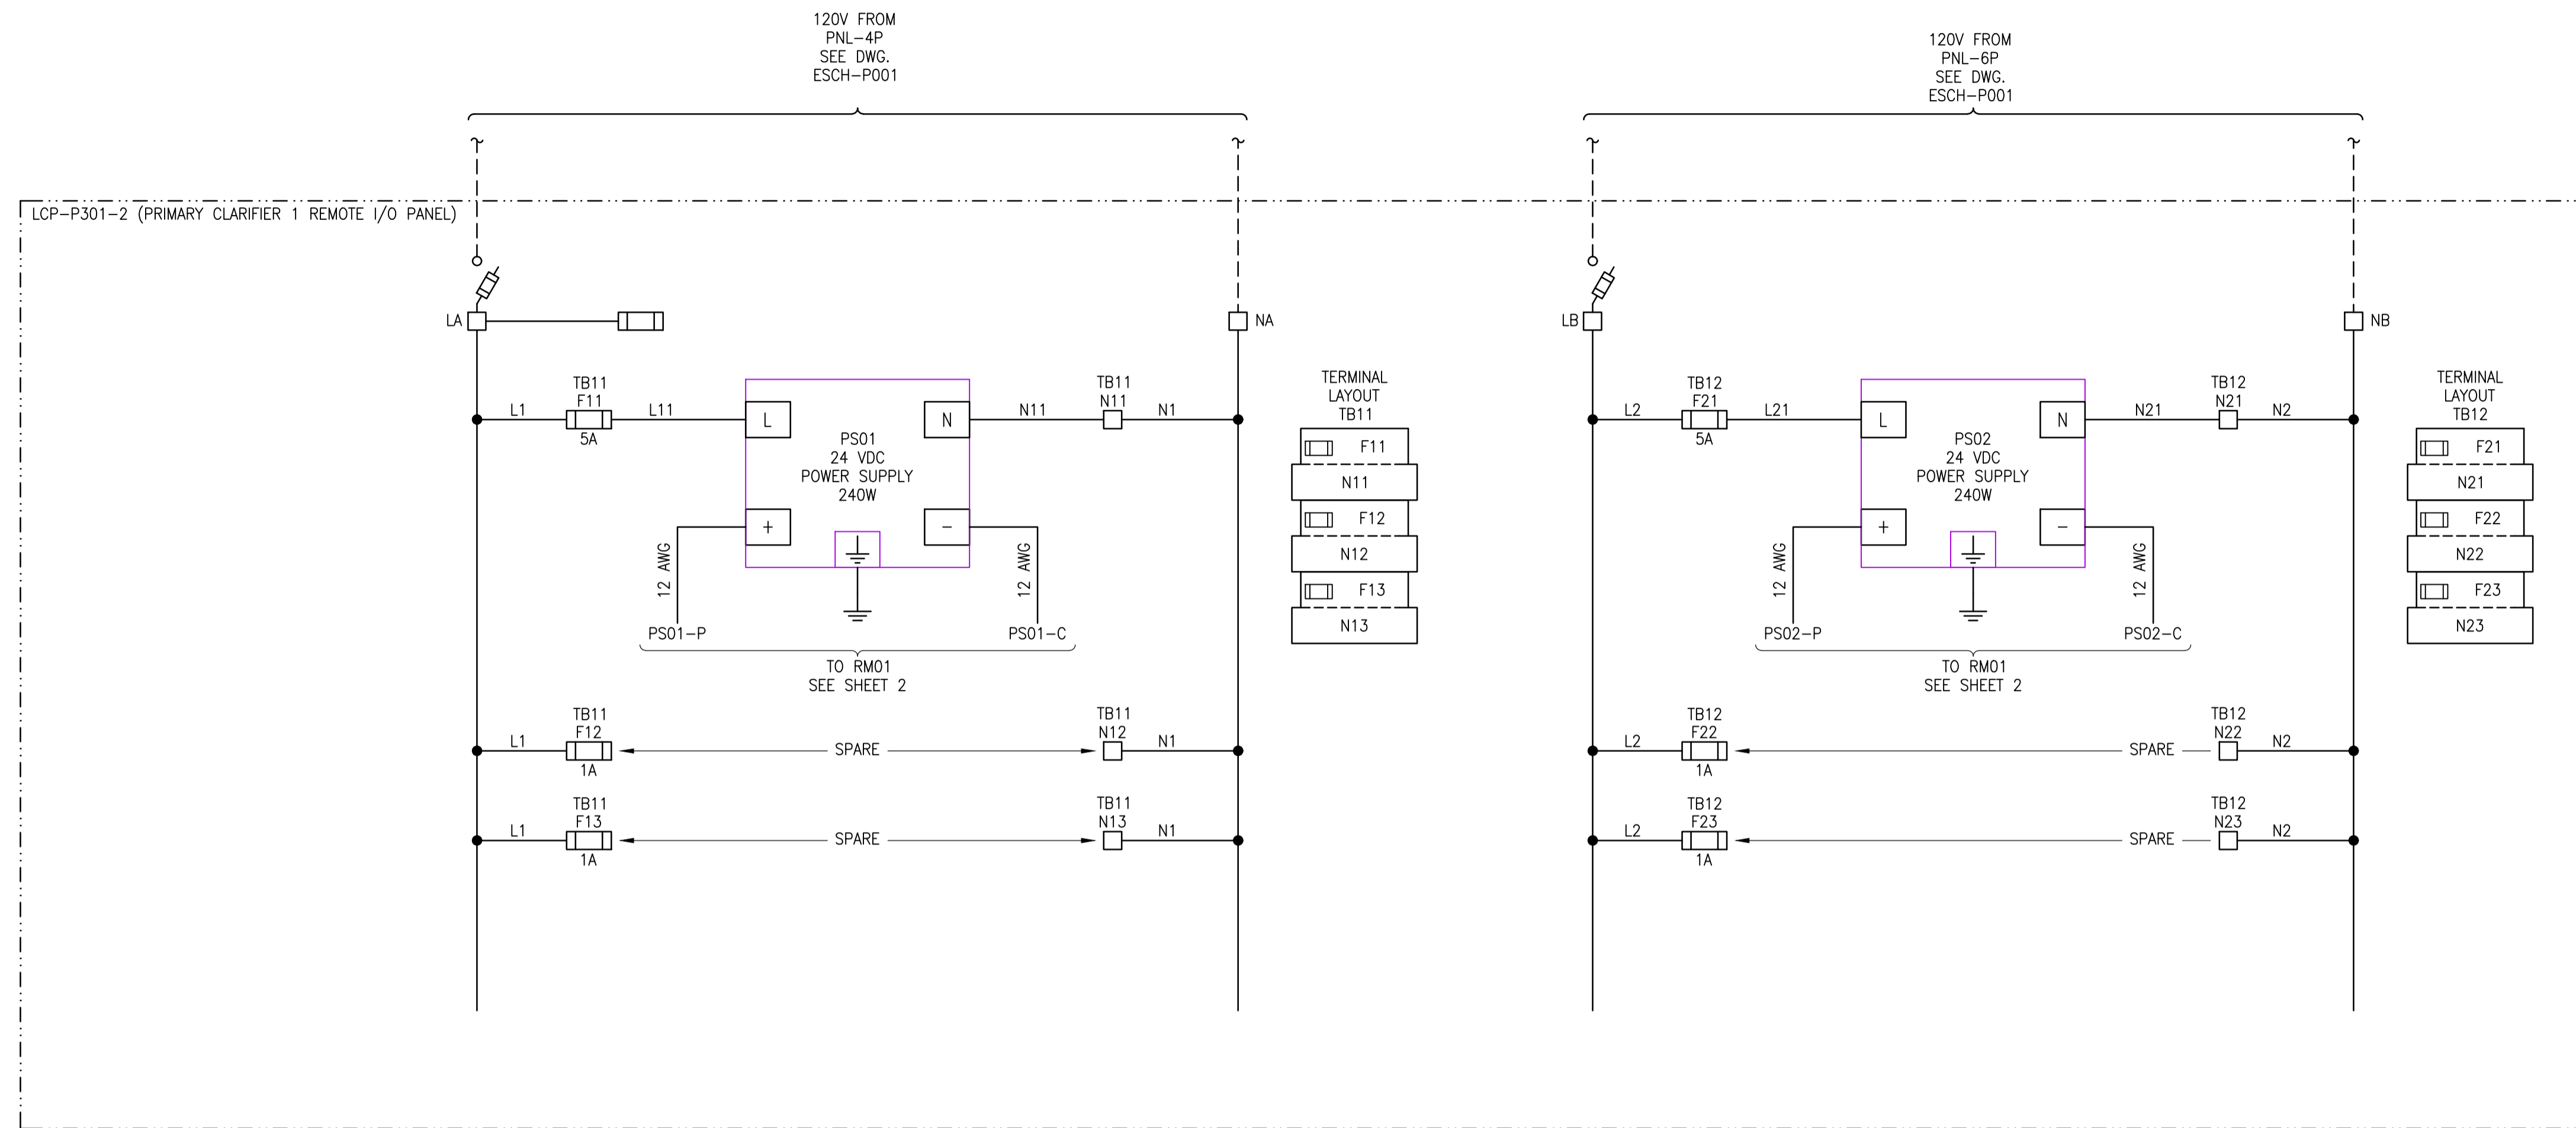 120V FROM
PNL-4P
SEE DWG.
ESCH-P001
120V FROM
PNL-6P
SEE DWG.
ESCH-P001
LCP-P301-2 (PRIMARY CLARIFIER 1 REMOTE I/O PANEL)
LA
NA
LB
NB
L1
TB11
F11
5A
L11
L
N
PS01
24 VDC
POWER SUPPLY
240W
+
-
N11
TB11
N11
N1
12 AWG
12 AWG
PS01-P
PS01-C
TO RM01
SEE SHEET 2
L1
TB11
F12
1A
SPARE
TB11
N12
N1
L1
TB11
F13
1A
SPARE
TB11
N13
N1
TERMINAL
LAYOUT
TB11
F11
N11
F12
N12
F13
N13
L2
TB12
F21
5A
L21
L
N
PS02
24 VDC
POWER SUPPLY
240W
+
-
N21
TB12
N21
N2
12 AWG
12 AWG
PS02-P
PS02-C
TO RM01
SEE SHEET 2
L2
TB12
F22
1A
SPARE
TB12
N22
N2
L2
TB12
F23
1A
SPARE
TB12
N23
N2
TERMINAL
LAYOUT
TB12
F21
N21
F22
N22
F23
N23